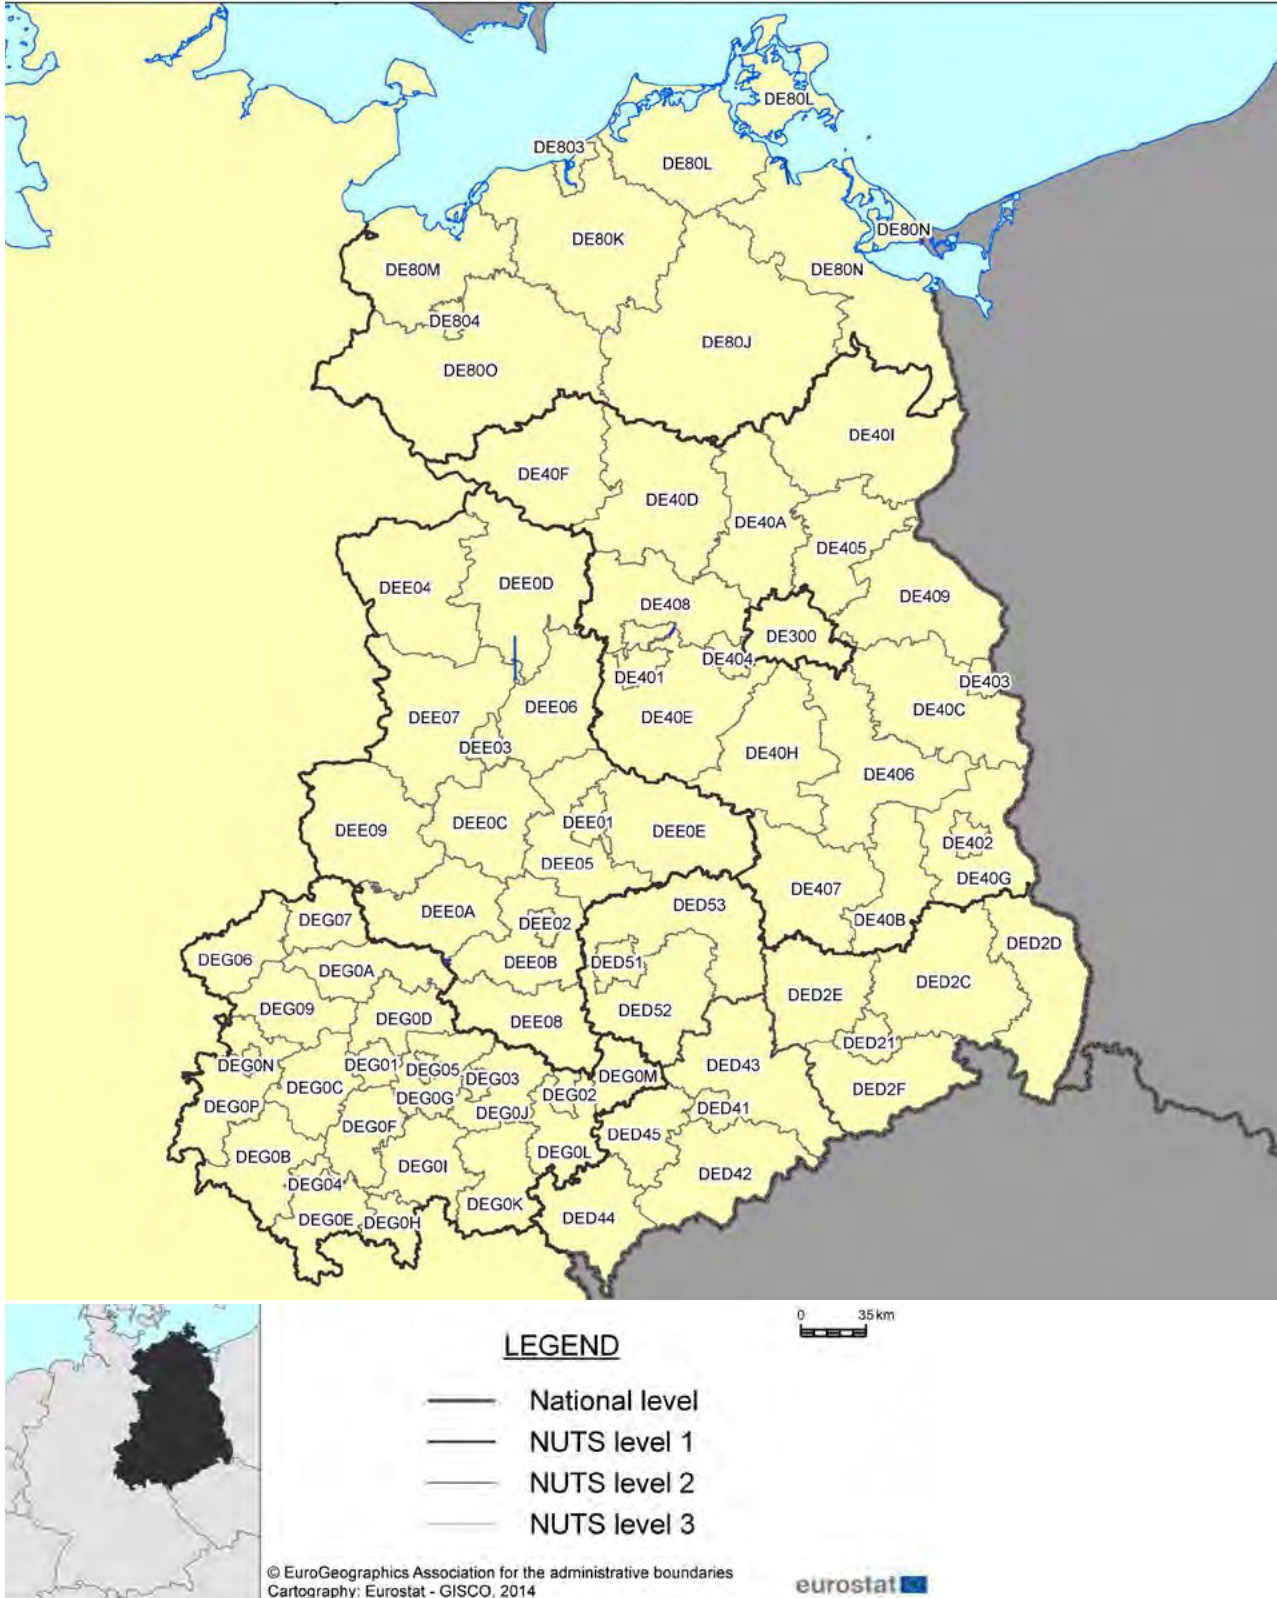 DE80L
DE803
DE80L
DE80N
DE80K
DE80M
DE80N
DE804
DE80J
DE80O
DE40I
DE40F
DE40D
DE40A
DE405
DEE04
DEE0D
DE409
DE408
DE300
DE404
DE401
DE403
DEE06
DE40C
DEE07
DE40E
DEE03
DE40H
DE406
DEE09
DEE0C
DEE01
DEE0E
DE402
DEE05
DE40G
DE407
DED53
DEE0A
DEG07
DEE02
DE40B
DED2D
DEG06
DEG0A
DEE0B
DED51
DED2C
DED2E
DEG09
DEG0D
DEE08
DED52
DED21
DEG0N
DEG01
DEG05
DEG03
DEG0M
DED43
DEG0C
DEG0G
DEG02
DED2F
DEG0P
DEG0J
DED41
DEG0F
DED45
DEG0B
DEG0I
DEG0L
DED42
DEG04
DEG0K
DEG0E
DEG0H
DED44
0 35 km
LEGEND
National level
NUTS level 1
NUTS level 2
NUTS level 3
© EuroGeographics Association for the administrative boundaries
Cartography: Eurostat - GISCO, 2014
eurostat